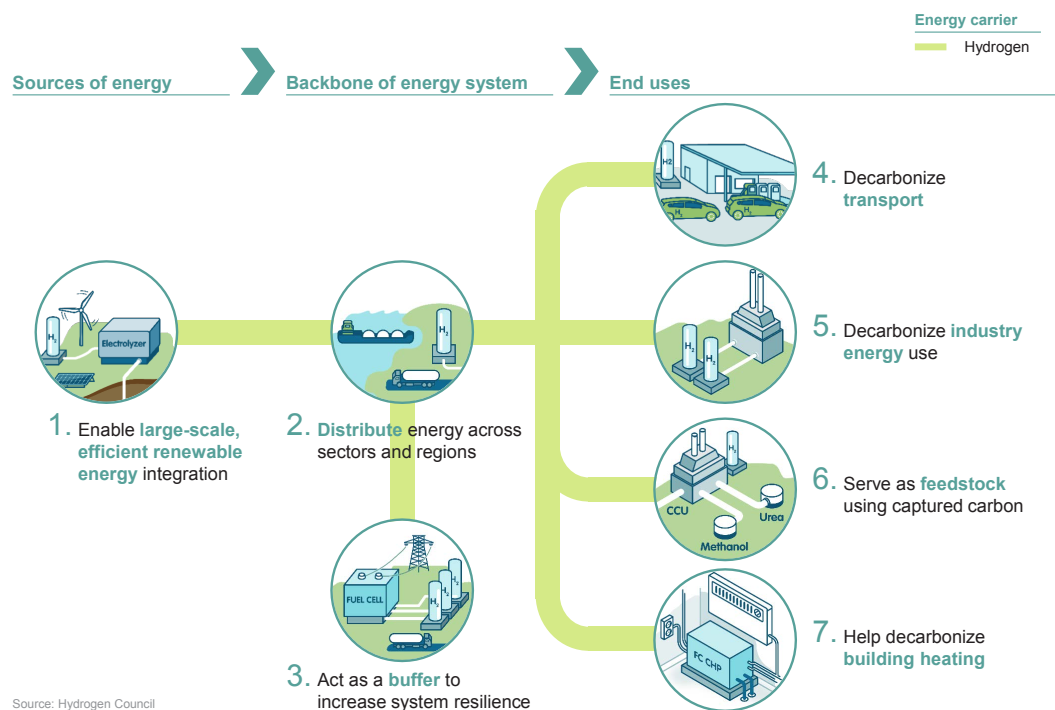 Energy carrier
Hydrogen
Sources of energy
Backbone of energy system
End uses
H2
H2
H2
4. Decarbonize
transport
H2
Electrolyzer
1. Enable large-scale,
efficient renewable
energy integration
H2
2. Distribute energy across
sectors and regions
H2
H2
5. Decarbonize industry
energy use
H2
CCU
Urea
Methanol
6. Serve as feedstock
using captured carbon
FUEL CELL
H2
H2
H2
3. Act as a buffer to
increase system resilience
FC CHP
7. Help decarbonize
building heating
Source: Hydrogen Council